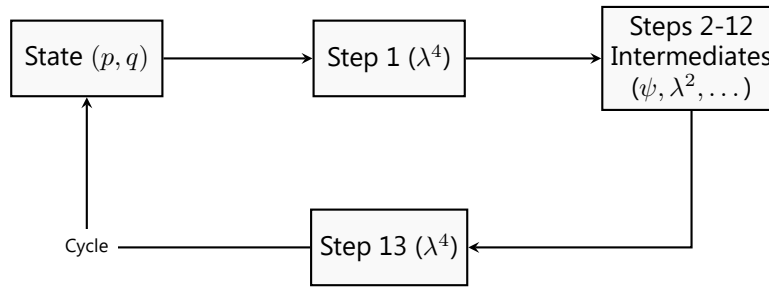 State (p, q)
Step 1 (λ⁴)
Steps 2-12
Intermediates
(ψ, λ², . . . )
Step 13 (λ⁴)
Cycle